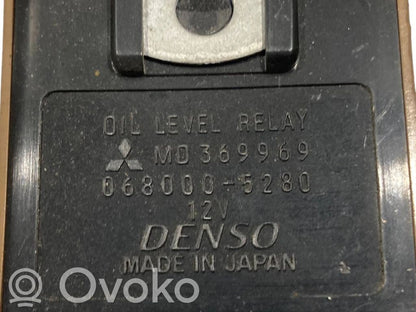 OIL LEVEL RELAY
MD369969
068000-5280
12V
DENSO
MADE IN JAPAN
Ovoko